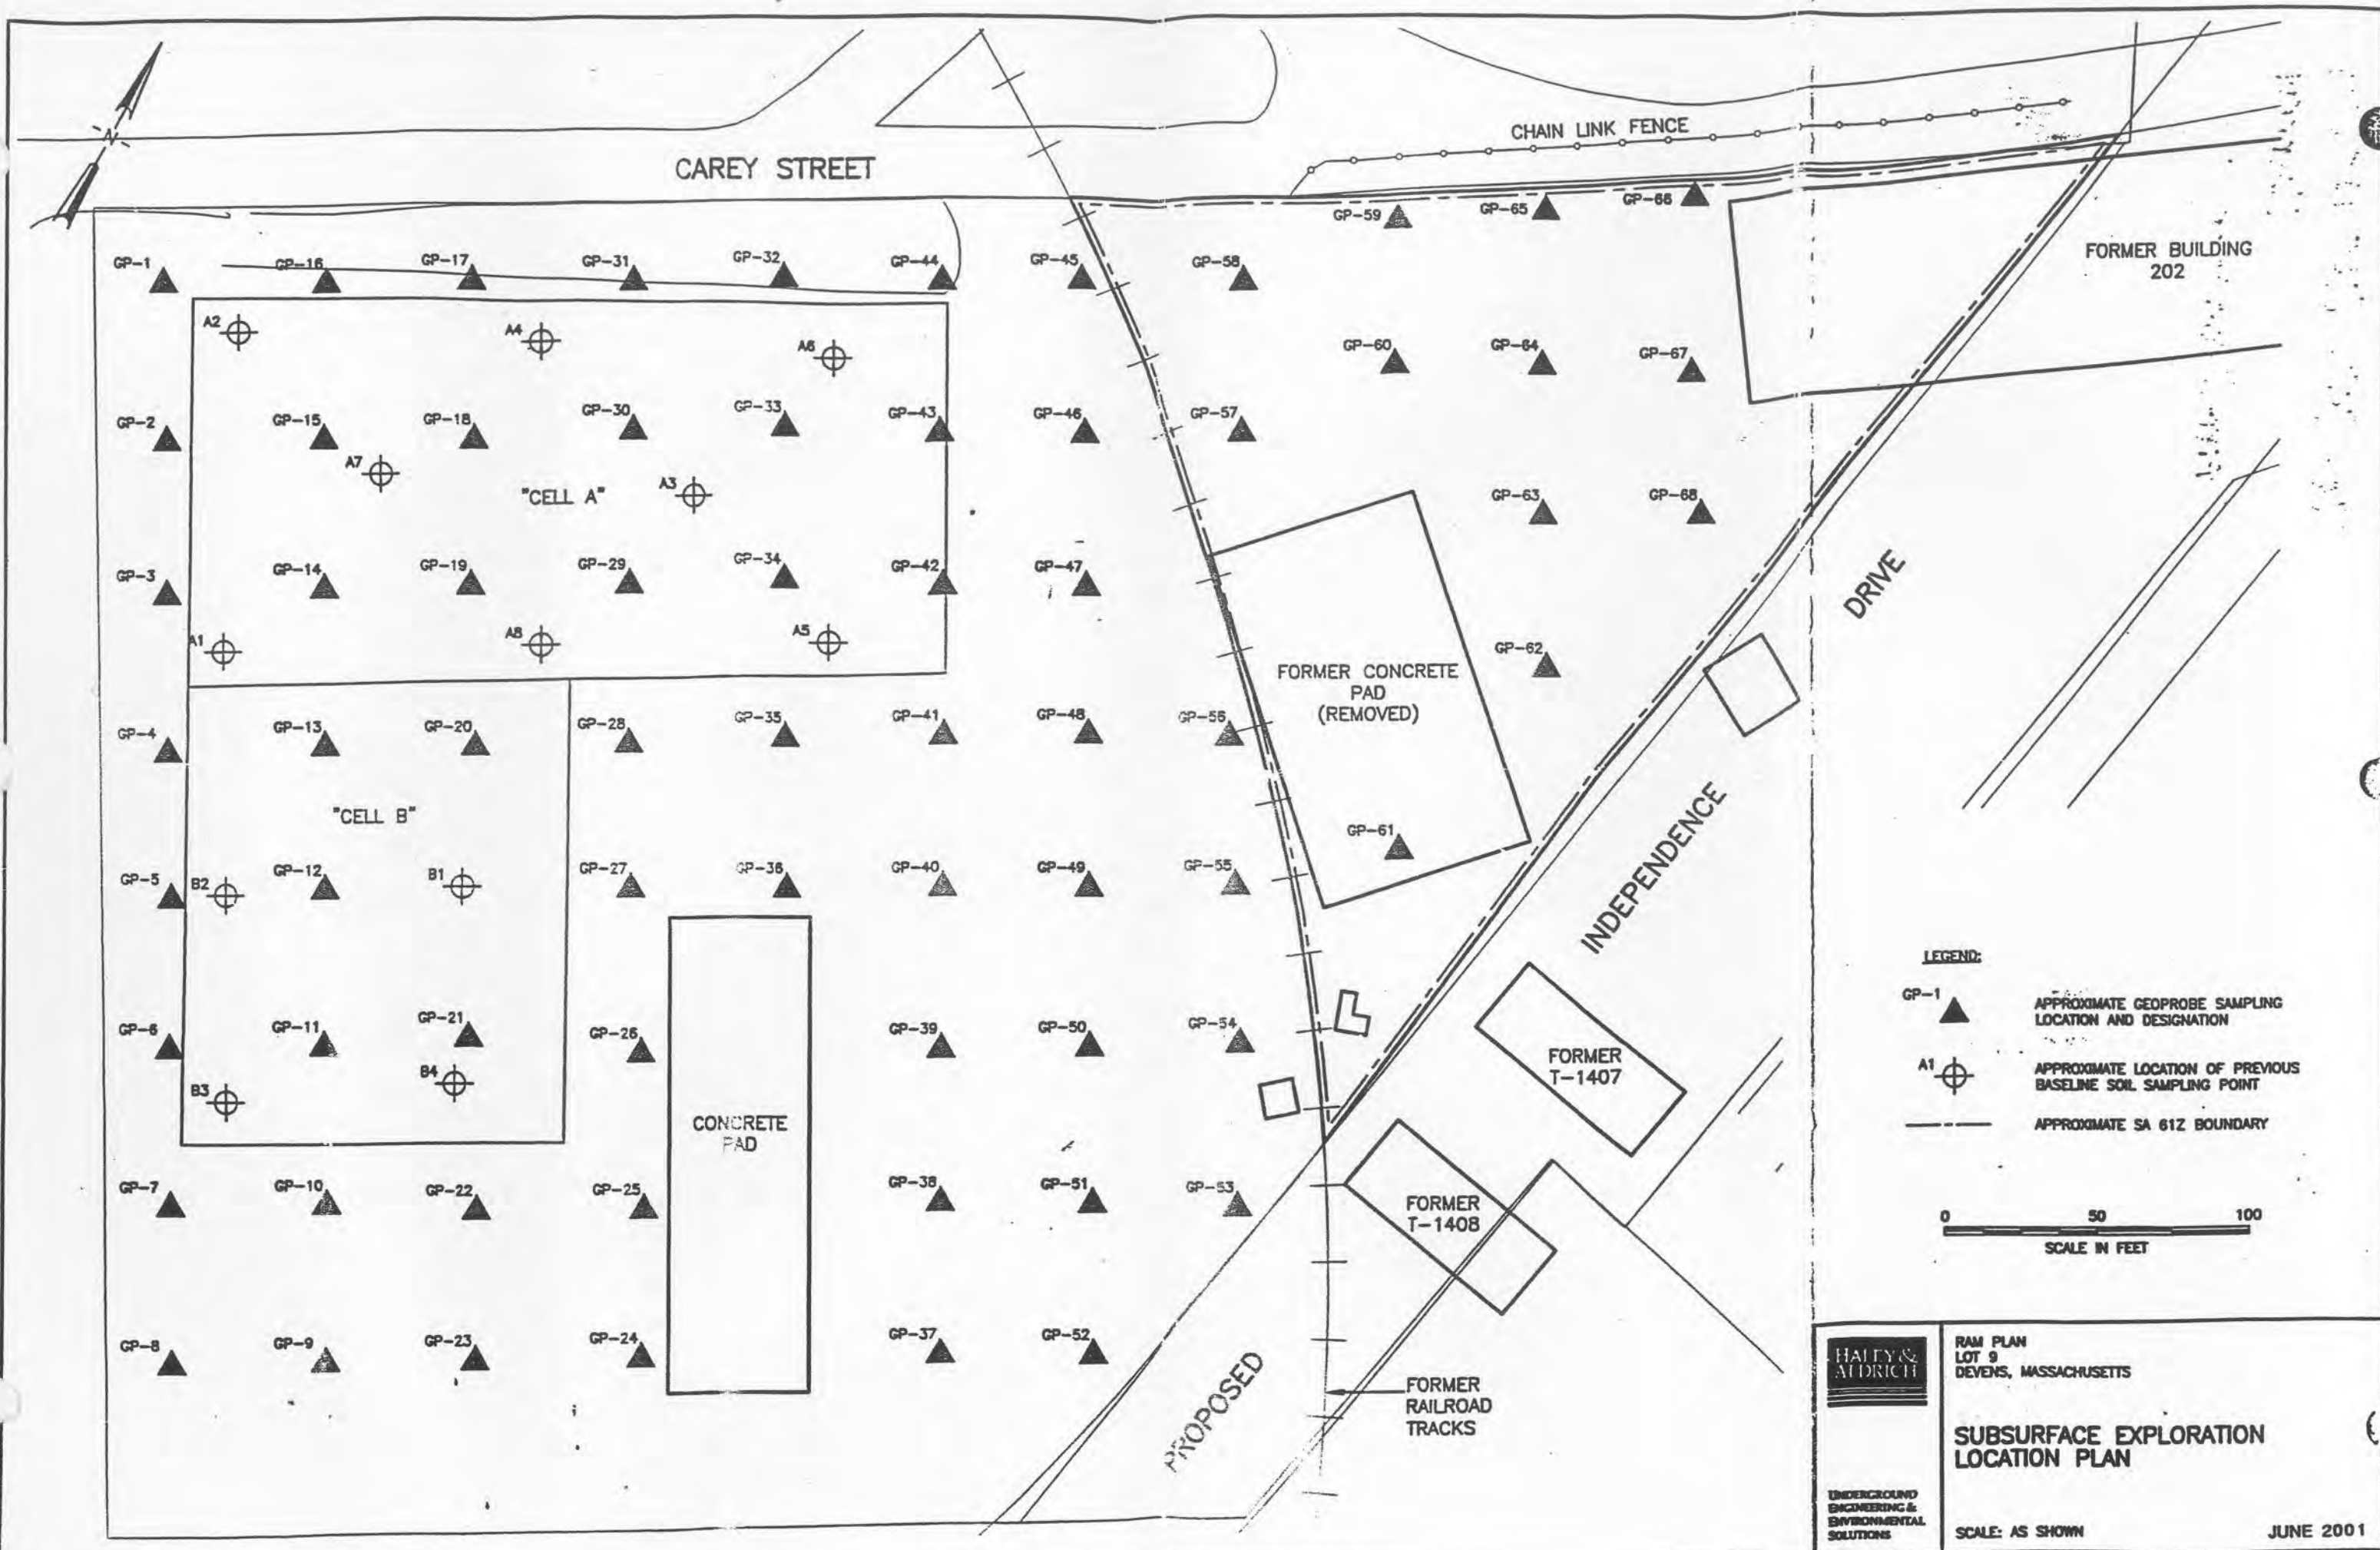 N
CAREY STREET
CHAIN LINK FENCE
GP-59
GP-65
GP-66
GP-1
GP-16
GP-17
GP-31
GP-32
GP-44
GP-45
GP-58
FORMER BUILDING
202
A2
A4
A6
GP-60
GP-64
GP-67
GP-2
GP-15
GP-18
GP-30
GP-33
GP-43
GP-46
GP-57
A7
"CELL A"
A3
GP-63
GP-68
GP-3
GP-14
GP-19
GP-29
GP-34
GP-42
GP-47
A1
A8
A5
GP-62
FORMER CONCRETE
PAD
(REMOVED)
GP-4
GP-13
GP-20
GP-28
GP-35
GP-41
GP-48
GP-56
"CELL B"
GP-61
GP-5
B2
GP-12
B1
GP-27
GP-36
GP-40
GP-49
GP-55
GP-6
GP-11
GP-21
GP-26
GP-39
GP-50
GP-54
B3
B4
CONCRETE
PAD
FORMER
T-1407
GP-7
GP-10
GP-22
GP-25
GP-38
GP-51
GP-53
FORMER
T-1408
GP-8
GP-9
GP-23
GP-24
GP-37
GP-52
PROPOSED
INDEPENDENCE
DRIVE
FORMER
RAILROAD
TRACKS
LEGEND:
GP-1
APPROXIMATE GEOPROBE SAMPLING
LOCATION AND DESIGNATION
A1
APPROXIMATE LOCATION OF PREVIOUS
BASELINE SOIL SAMPLING POINT
APPROXIMATE SA 61Z BOUNDARY
0 50 100
SCALE IN FEET
HALEY &
ALDRICH
UNDERGROUND
ENGINEERING &
ENVIRONMENTAL
SOLUTIONS
RAM PLAN
LOT 9
DEVENS, MASSACHUSETTS
SUBSURFACE EXPLORATION
LOCATION PLAN
SCALE: AS SHOWN
JUNE 2001